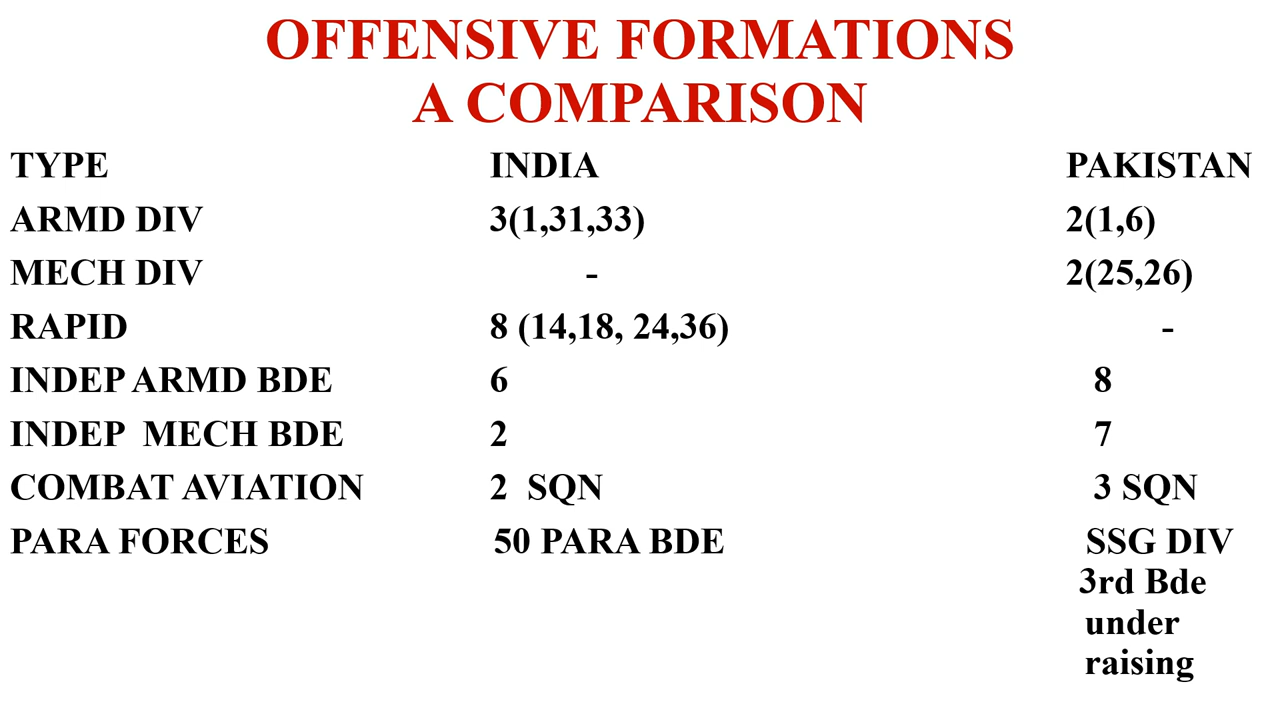 OFFENSIVE FORMATIONS
A COMPARISON
TYPE INDIA PAKISTAN
ARMD DIV 3(1,31,33) 2(1,6)
MECH DIV - 2(25,26)
RAPID 8 (14,18, 24,36) -
INDEP ARMD BDE 6 8
INDEP MECH BDE 2 7
COMBAT AVIATION 2 SQN 3 SQN
PARA FORCES 50 PARA BDE SSG DIV
3rd Bde
under
raising